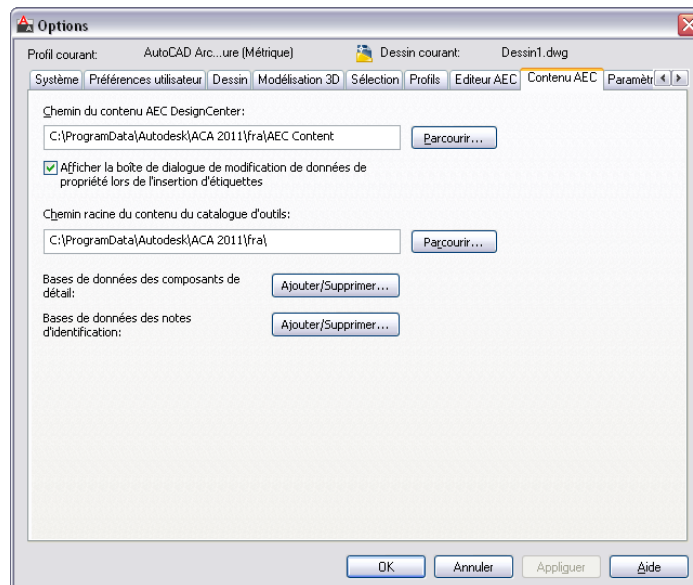 Options
Profil courant: AutoCAD Arc...ure (Métrique) Dessin courant: Dessin1.dwg
Système Préférences utilisateur Dessin Modélisation 3D Sélection Profils Editeur AEC Contenu AEC Paramètr
Chemin du contenu AEC DesignCenter:
C:\ProgramData\Autodesk\ACA 2011\fra\AEC Content Parcourir...
Afficher la boîte de dialogue de modification de données de
propriété lors de l'insertion d'étiquettes
Chemin racine du contenu du catalogue d'outils:
C:\ProgramData\Autodesk\ACA 2011\fra\ Parcourir...
Bases de données des composants de
détail: Ajouter/Supprimer...
Bases de données des notes
d'identification: Ajouter/Supprimer...
OK Annuler Appliquer Aide